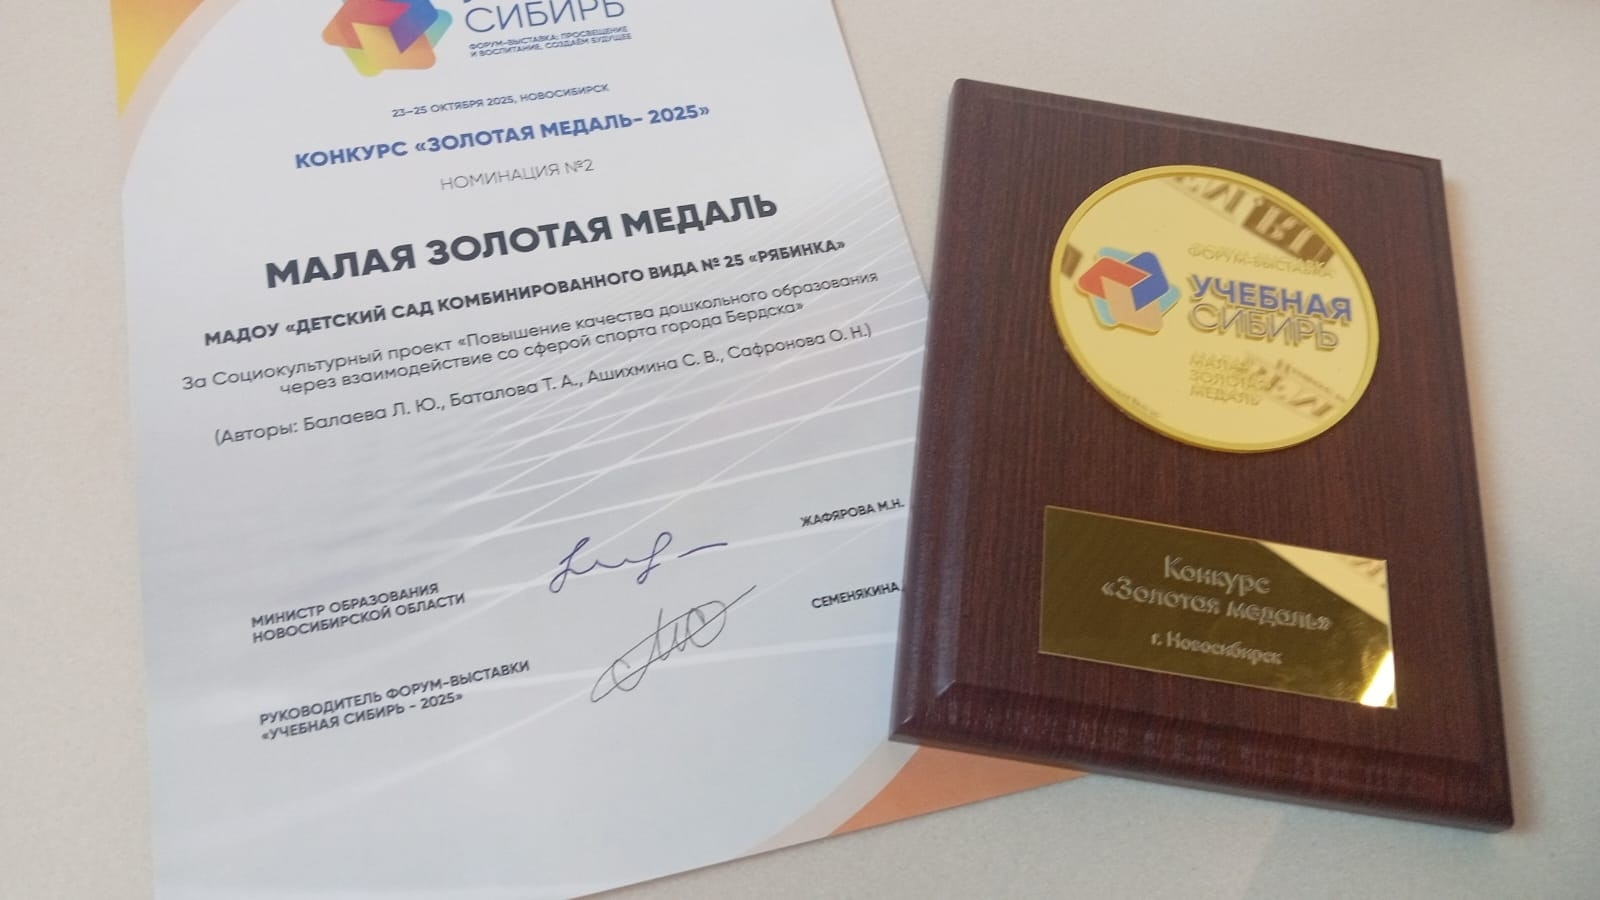 СИБИРЬ
ФОРУМ-ВЫСТАВКА: ПРОСВЕЩЕНИЕ
И ВОСПИТАНИЕ, СОЗДАЁМ БУДУЩЕЕ
23–25 ОКТЯБРЯ 2025, НОВОСИБИРСК
КОНКУРС «ЗОЛОТАЯ МЕДАЛЬ- 2025»
НОМИНАЦИЯ №2
МАЛАЯ ЗОЛОТАЯ МЕДАЛЬ
МАДОУ «ДЕТСКИЙ САД КОМБИНИРОВАННОГО ВИДА № 25 «РЯБИНКА»
За Социокультурный проект «Повышение качества дошкольного образования
через взаимодействие со сферой спорта города Бердска»
(Авторы: Балаева Л. Ю., Баталова Т. А., Ашихмина С. В., Сафронова О. Н.)
МИНИСТР ОБРАЗОВАНИЯ
НОВОСИБИРСКОЙ ОБЛАСТИ
ЖАФЯРОВА М.Н.
РУКОВОДИТЕЛЬ ФОРУМ-ВЫСТАВКИ
«УЧЕБНАЯ СИБИРЬ - 2025»
СЕМЕНЯКИНА
ФОРУМ-ВЫСТАВКА
УЧЕБНАЯ
СИБИРЬ
МАЛАЯ
ЗОЛОТАЯ
МЕДАЛЬ
Конкурс
«Золотая медаль»
г. Новосибирск